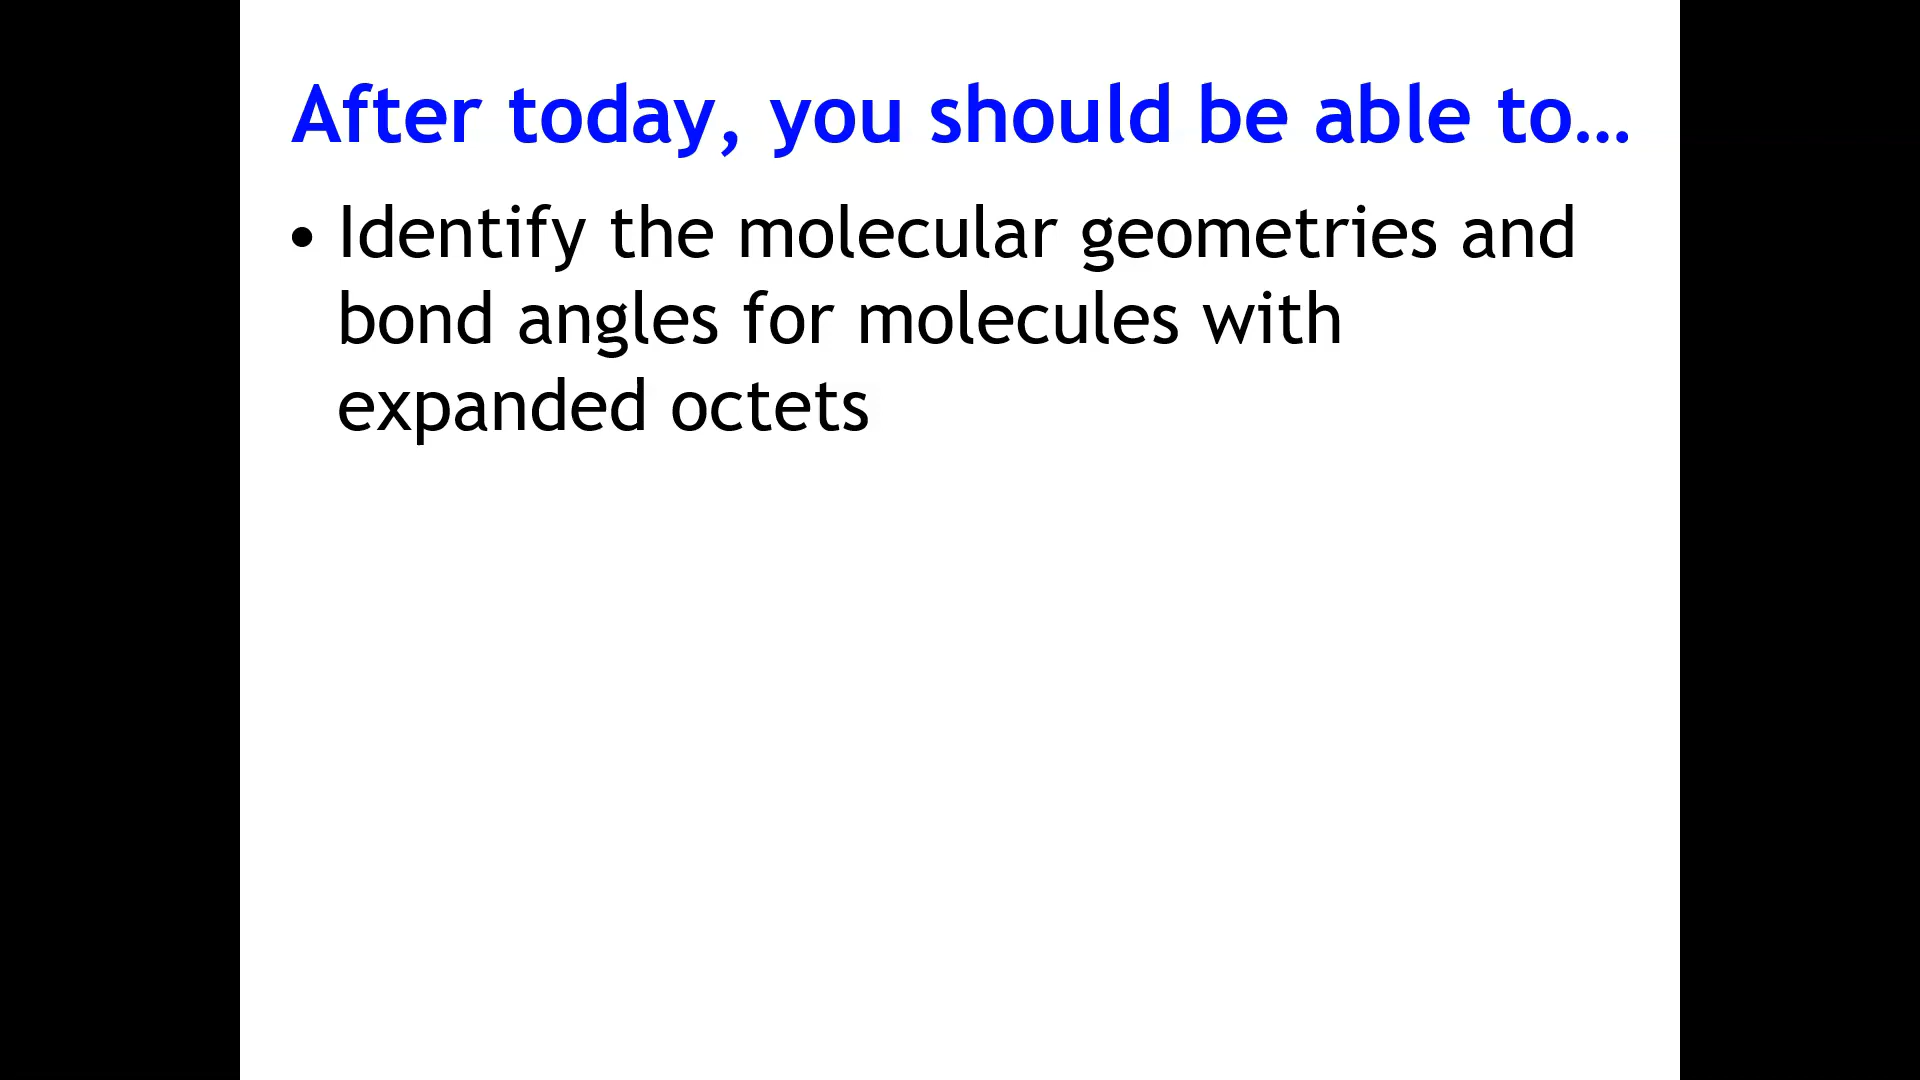 After today, you should be able to…
• Identify the molecular geometries and
bond angles for molecules with
expanded octets